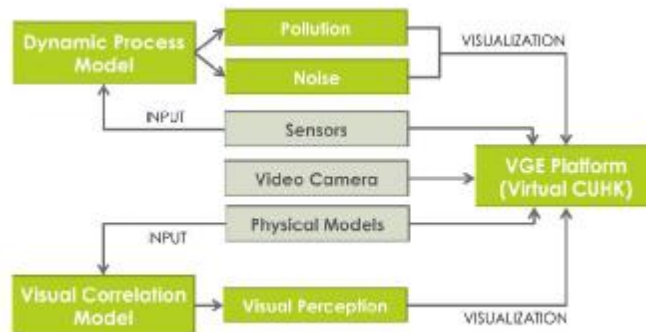 Pollution
Dynamic Process
Model
VISUALIZATION
Noise
INPUT
Sensors
VGE Platform
(Virtual CUHK)
Video Camera
INPUT
Physical Models
Visual Correlation
Model
Visual Perception
VISUALIZATION